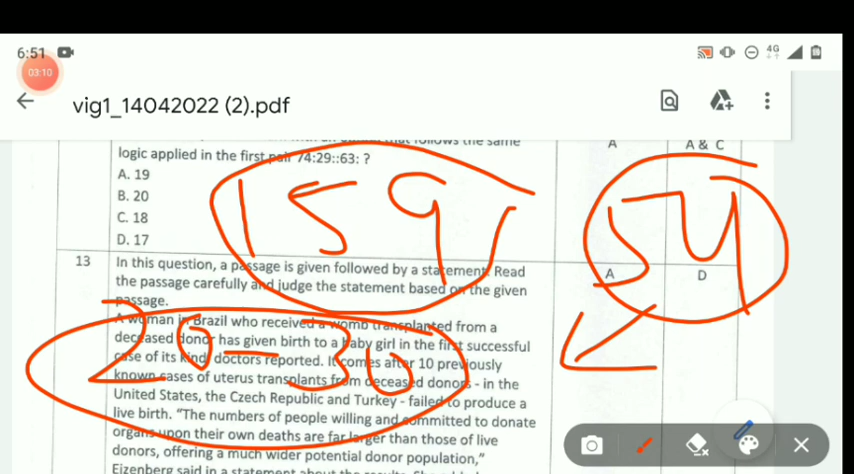 6:51
4G
03:10
vig1_14042022 (2).pdf
logic applied in the first pair 74:29::63: ?
A
A & C
A. 19
B. 20
C. 18
D. 17
159
54
13
In this question, a passage is given followed by a statement. Read
the passage carefully and judge the statement based on the given
passage.
A
D
A woman in Brazil who received a womb transplanted from a
deceased donor has given birth to a baby girl in the first successful
case of its kind, doctors reported. It comes after 10 previously
known cases of uterus transplants from deceased donors - in the
United States, the Czech Republic and Turkey - failed to produce a
live birth. “The numbers of people willing and committed to donate
organs upon their own deaths are far larger than those of live
donors, offering a much wider potential donor population,”
20-30